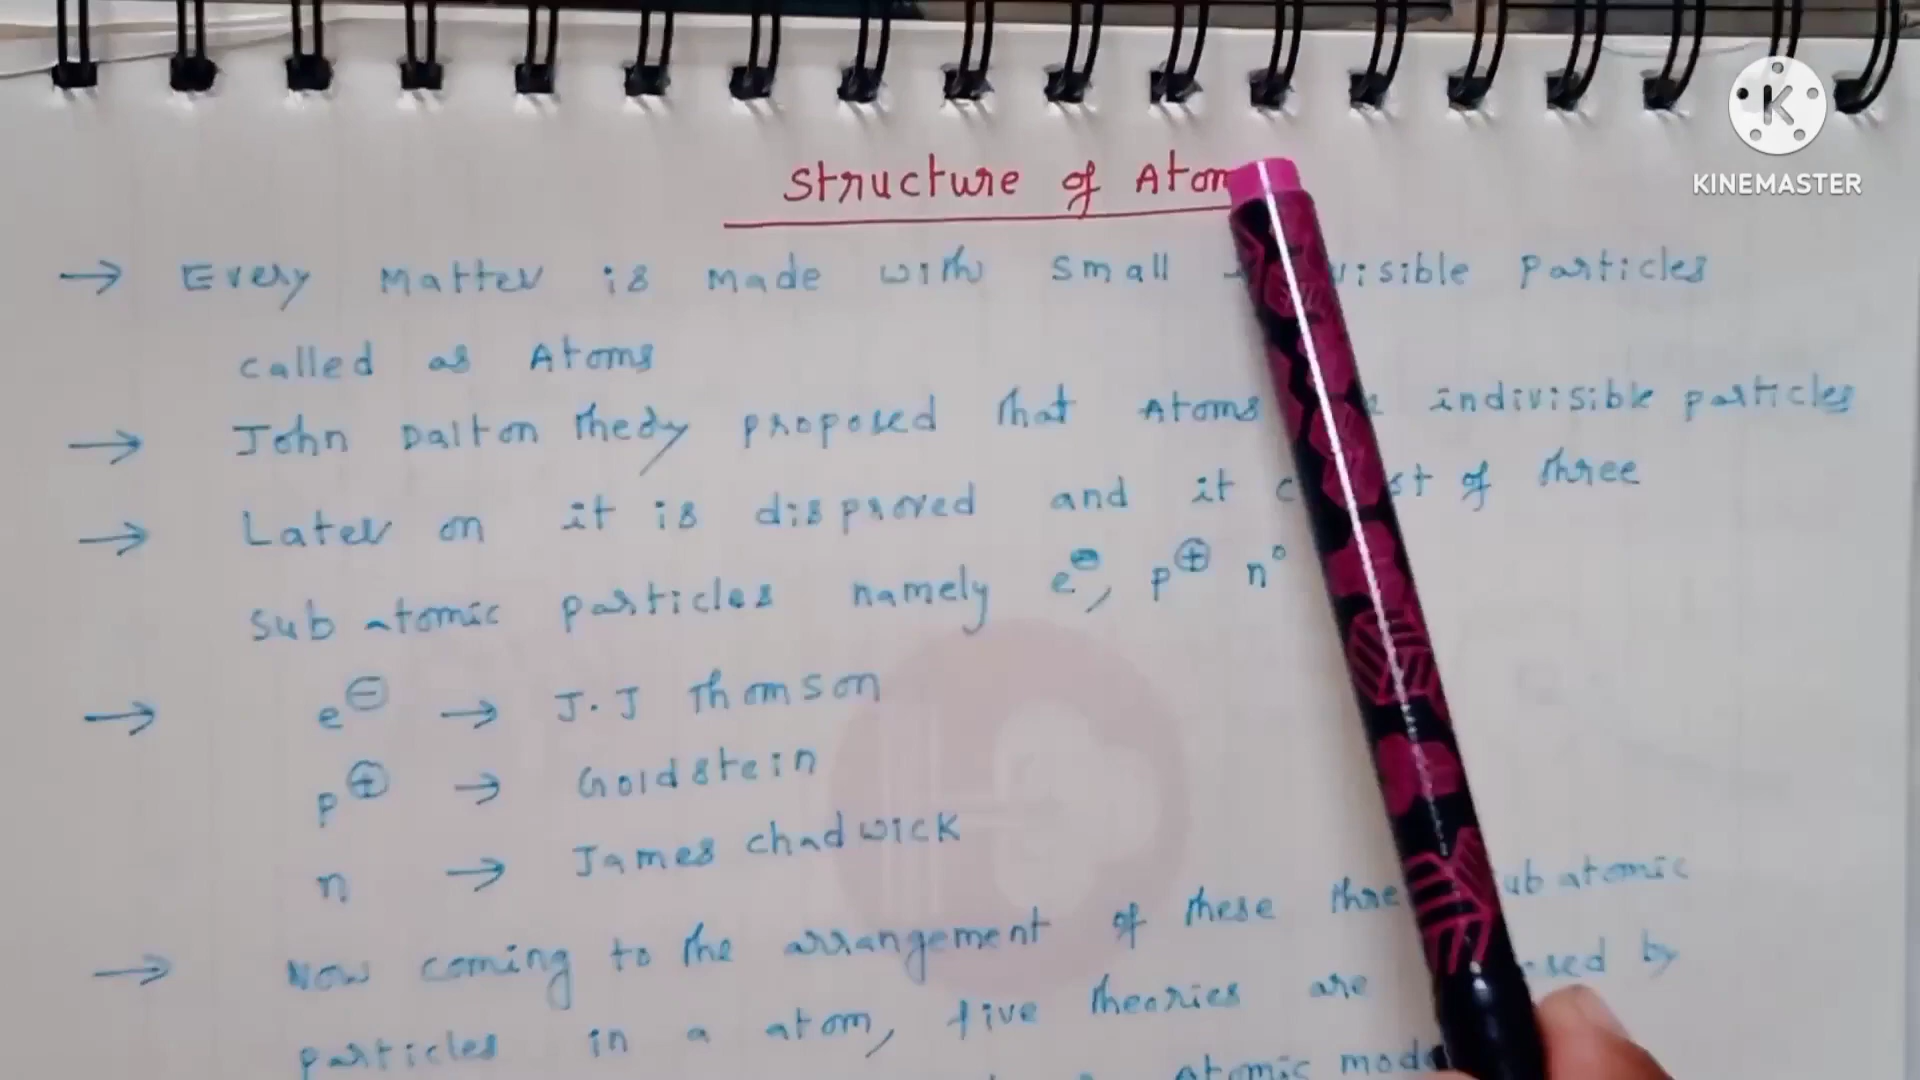 KINEMASTER
Structure of Atom
→ Every Matter is made with small visible particles
called as Atoms
→ John Dalton thedy proposed that Atoms indivisible particles
→ Later on it is disproved and it of three
sub atomic particles namely e⊖, p⊕ n°
→ e⊖ → J.J Thomson
p⊕ → Goldstein
n → James chadwick
→ Now coming to the arrangement of these three sub atomic
particles in a atom, five theories are by
Atomic